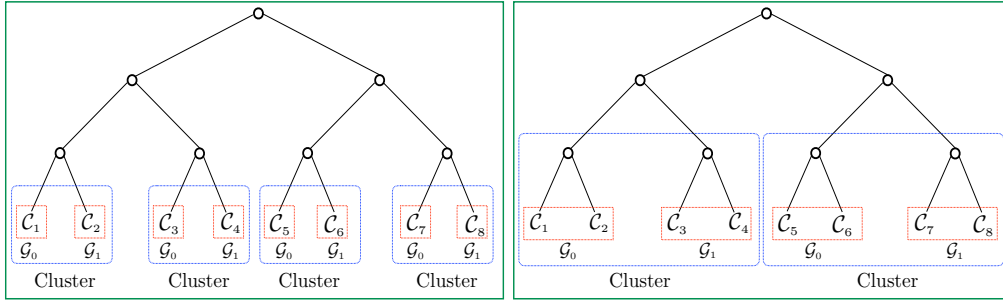 𝒞₁ 𝒞₂ 𝒞₃ 𝒞₄ 𝒞₅ 𝒞₆ 𝒞₇ 𝒞₈
𝒢₀ 𝒢₁ 𝒢₀ 𝒢₁ 𝒢₀ 𝒢₁ 𝒢₀ 𝒢₁
Cluster Cluster Cluster Cluster
𝒞₁ 𝒞₂ 𝒞₃ 𝒞₄ 𝒞₅ 𝒞₆ 𝒞₇ 𝒞₈
𝒢₀ 𝒢₁ 𝒢₀ 𝒢₁
Cluster Cluster